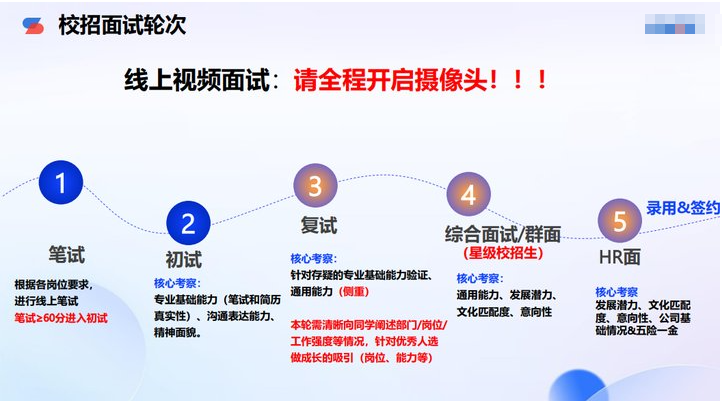 校招面试轮次
线上视频面试：请全程开启摄像头！！！
1
笔试
根据各岗位要求，
进行线上笔试
笔试≥60分进入初试
2
初试
核心考察：
专业基础能力（笔试和简历
真实性）、沟通表达能力、
精神面貌。
3
复试
核心考察：
针对存疑的专业基础能力验证、
通用能力（侧重）
本轮需清晰向同学阐述部门/岗位/
工作强度等情况，针对优秀人选
做成长的吸引（岗位、能力等）
4
综合面试/群面
（星级校招生）
核心考察：
通用能力、发展潜力、
文化匹配度、意向性
5
HR面
核心考察
发展潜力、文化匹配
度、意向性、公司基
础情况&五险一金
录用&签约